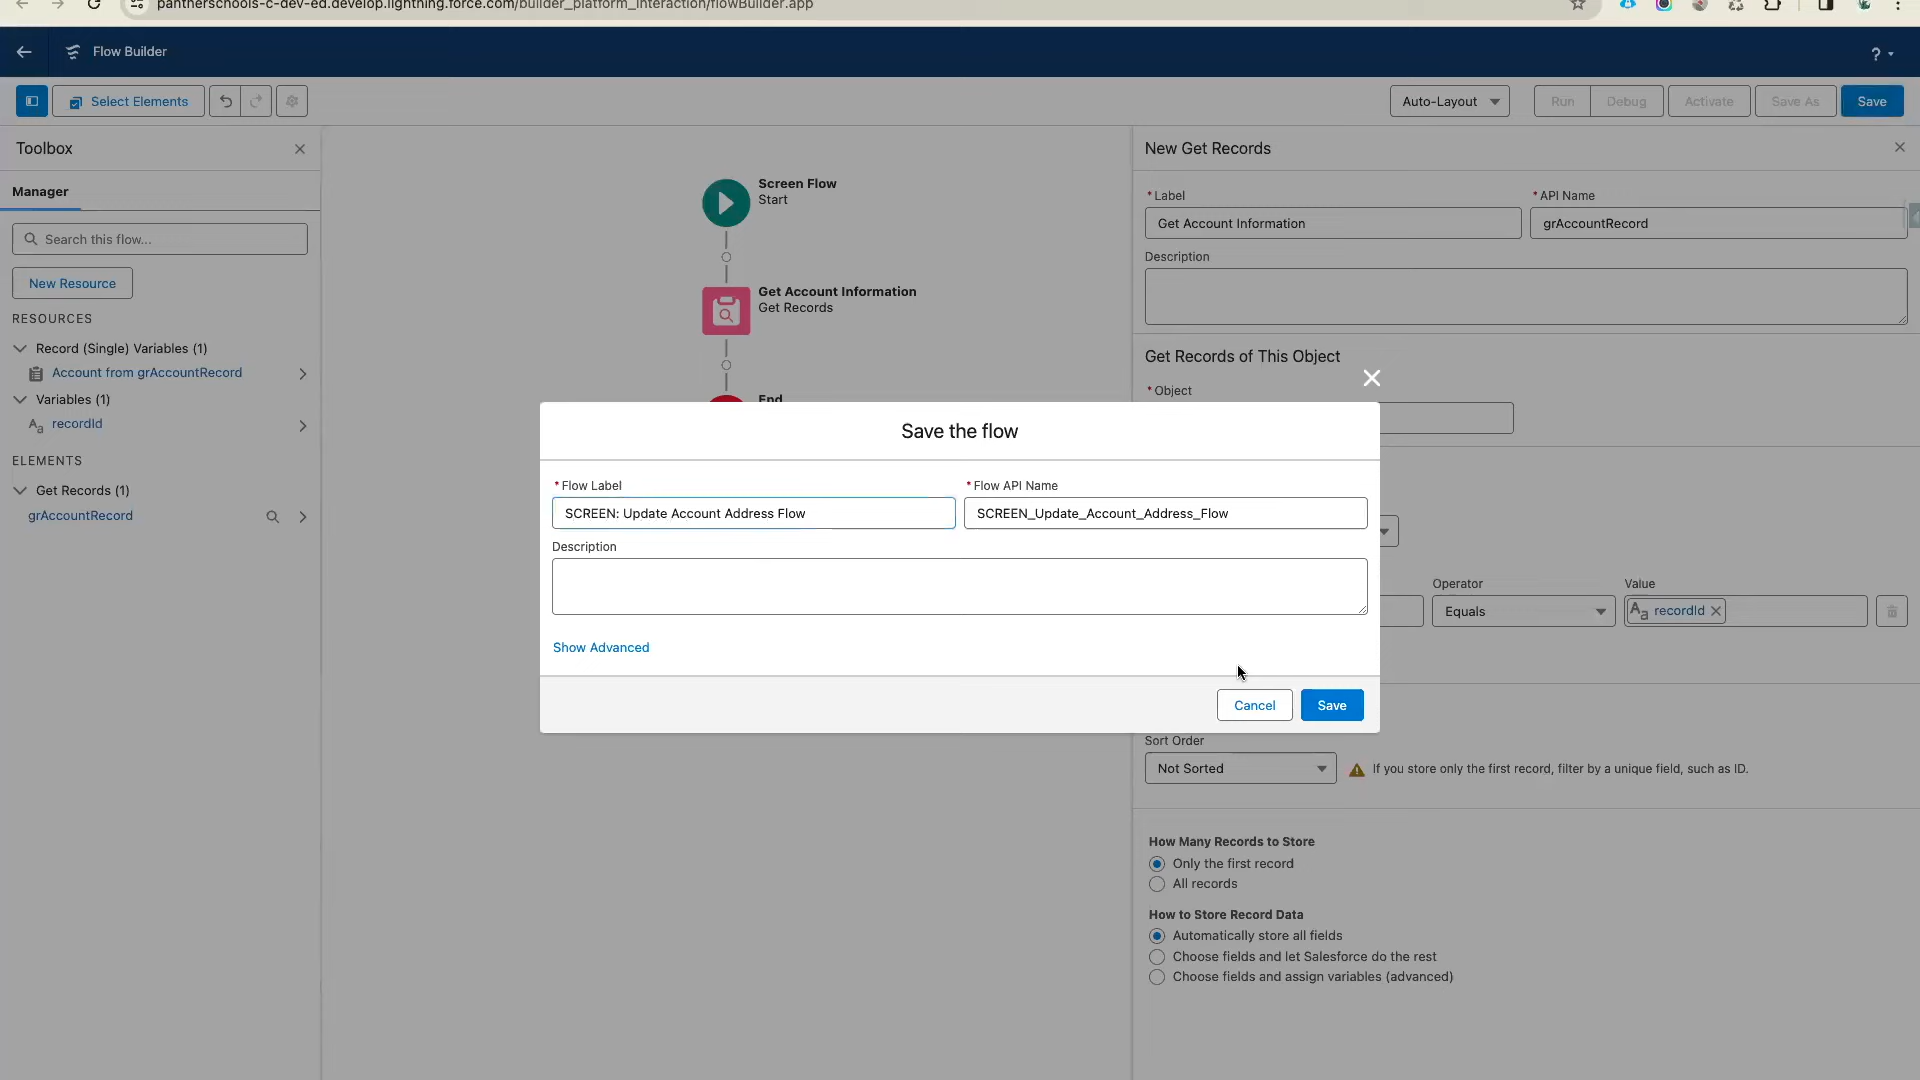 pantherschools-c-dev-ed.develop.lightning.force.com/builder_platform_interaction/flowBuilder.app
Flow Builder
?
Select Elements
Auto-Layout
Run
Debug
Activate
Save As
Save
Toolbox
Manager
Search this flow...
New Resource
RESOURCES
Record (Single) Variables (1)
Account from grAccountRecord
Variables (1)
Aa recordId
ELEMENTS
Get Records (1)
grAccountRecord
Screen Flow
Start
Get Account Information
Get Records
End
New Get Records
* Label
Get Account Information
* API Name
grAccountRecord
Description
Get Records of This Object
* Object
Operator
Equals
Value
Aa recordId
Sort Order
Not Sorted
If you store only the first record, filter by a unique field, such as ID.
How Many Records to Store
Only the first record
All records
How to Store Record Data
Automatically store all fields
Choose fields and let Salesforce do the rest
Choose fields and assign variables (advanced)
Save the flow
* Flow Label
SCREEN: Update Account Address Flow
* Flow API Name
SCREEN_Update_Account_Address_Flow
Description
Show Advanced
Cancel
Save